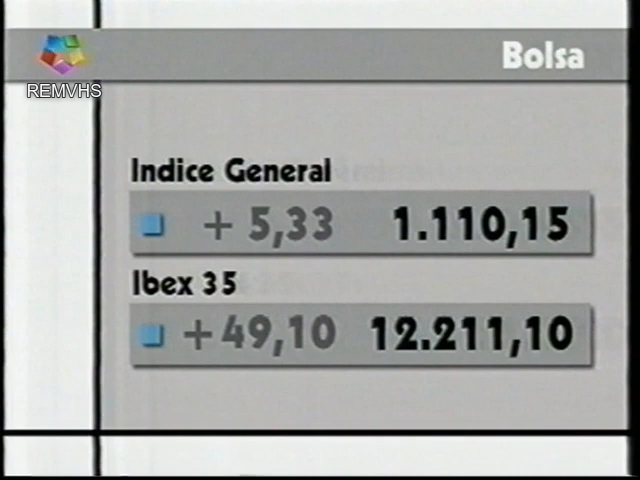 Bolsa
REMVHS
Indice General
+ 5,33 1.110,15
Ibex 35
+49,10 12.211,10